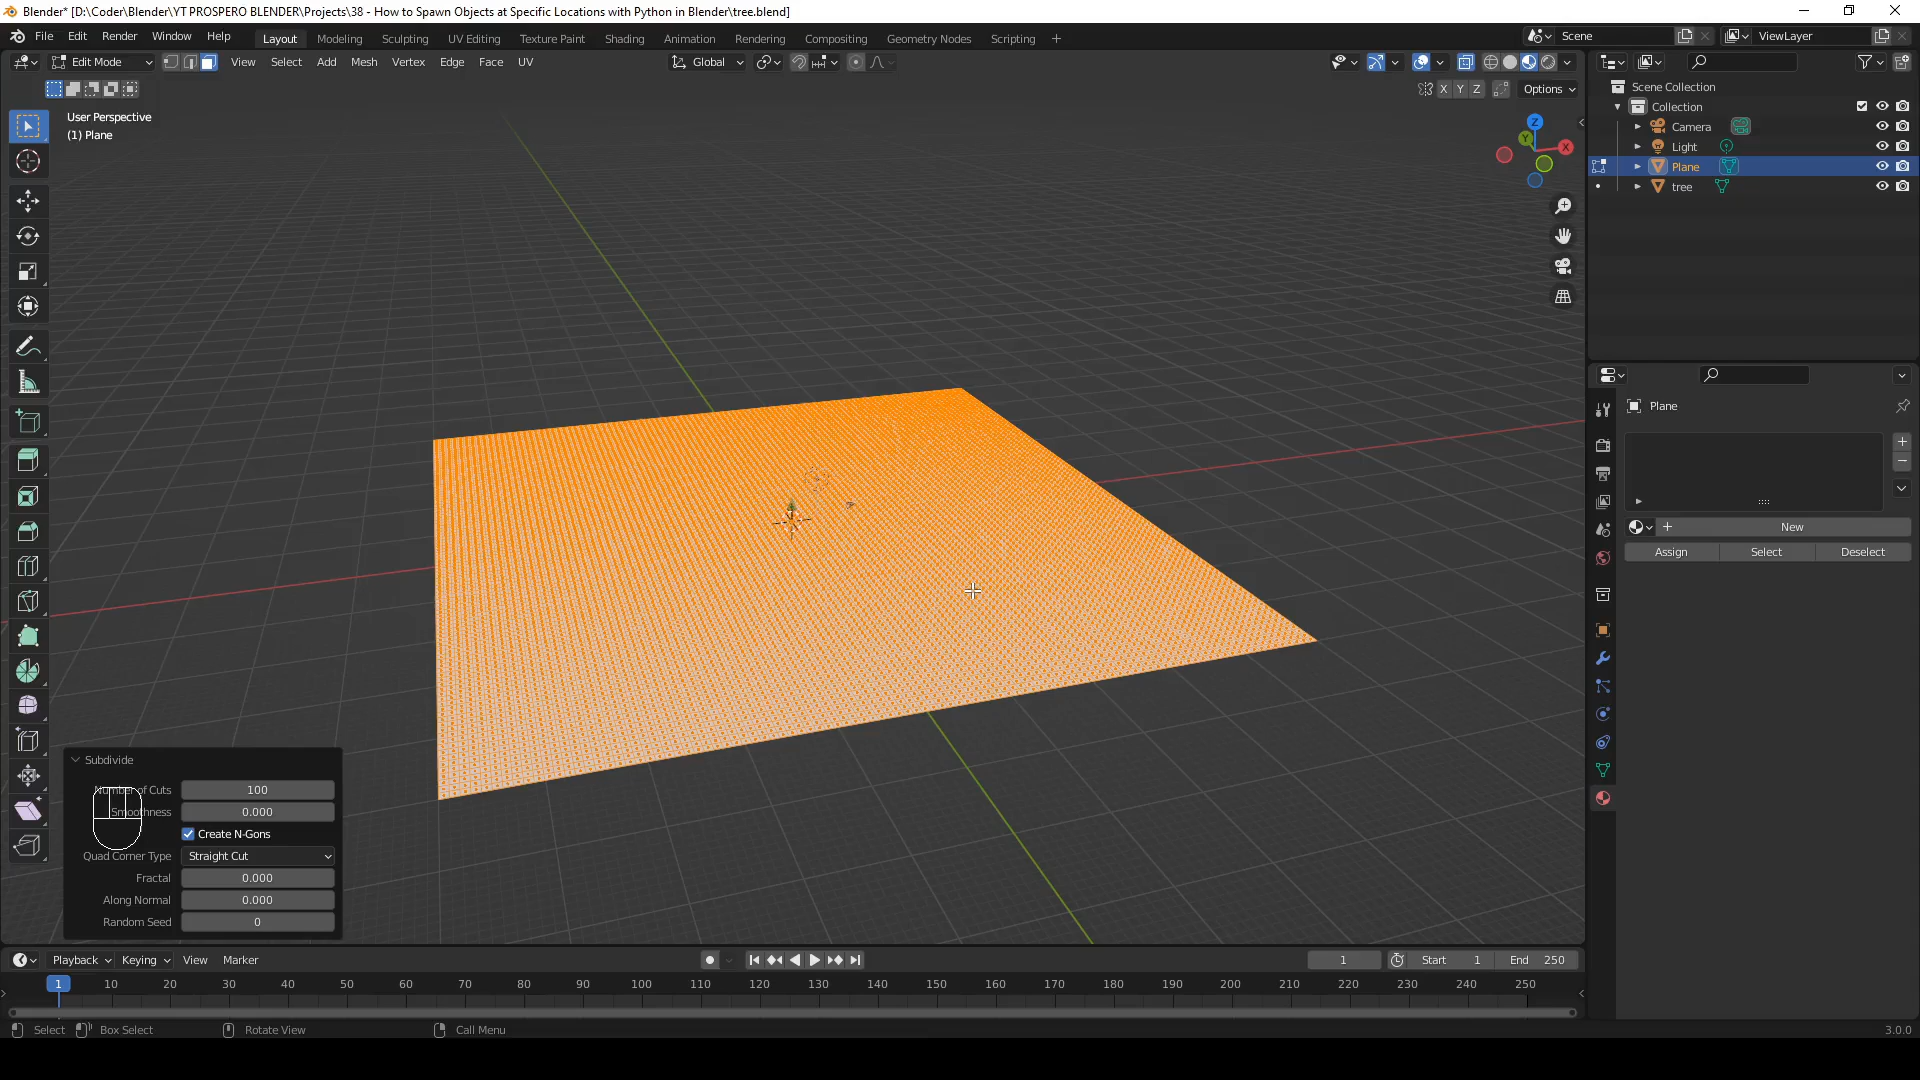 Blender* [D:\Coder\Blender\YT PROSPERO BLENDER\Projects\38 - How to Spawn Objects at Specific Locations with Python in Blender\tree.blend]
File Edit Render Window Help Layout Modeling Sculpting UV Editing Texture Paint Shading Animation Rendering Compositing Geometry Nodes Scripting + Scene ViewLayer
Edit Mode View Select Add Mesh Vertex Edge Face UV Global
X Y Z Options
Scene Collection
Collection
Camera
Light
Plane
tree
User Perspective
(1) Plane
Z
Y
X
Plane
New
Assign Select Deselect
Subdivide
Number of Cuts 100
Smoothness 0.000
Create N-Gons
Quad Corner Type Straight Cut
Fractal 0.000
Along Normal 0.000
Random Seed 0
Playback Keying View Marker 1 Start 1 End 250
1 10 20 30 40 50 60 70 80 90 100 110 120 130 140 150 160 170 180 190 200 210 220 230 240 250
Select Box Select Rotate View Call Menu 3.0.0